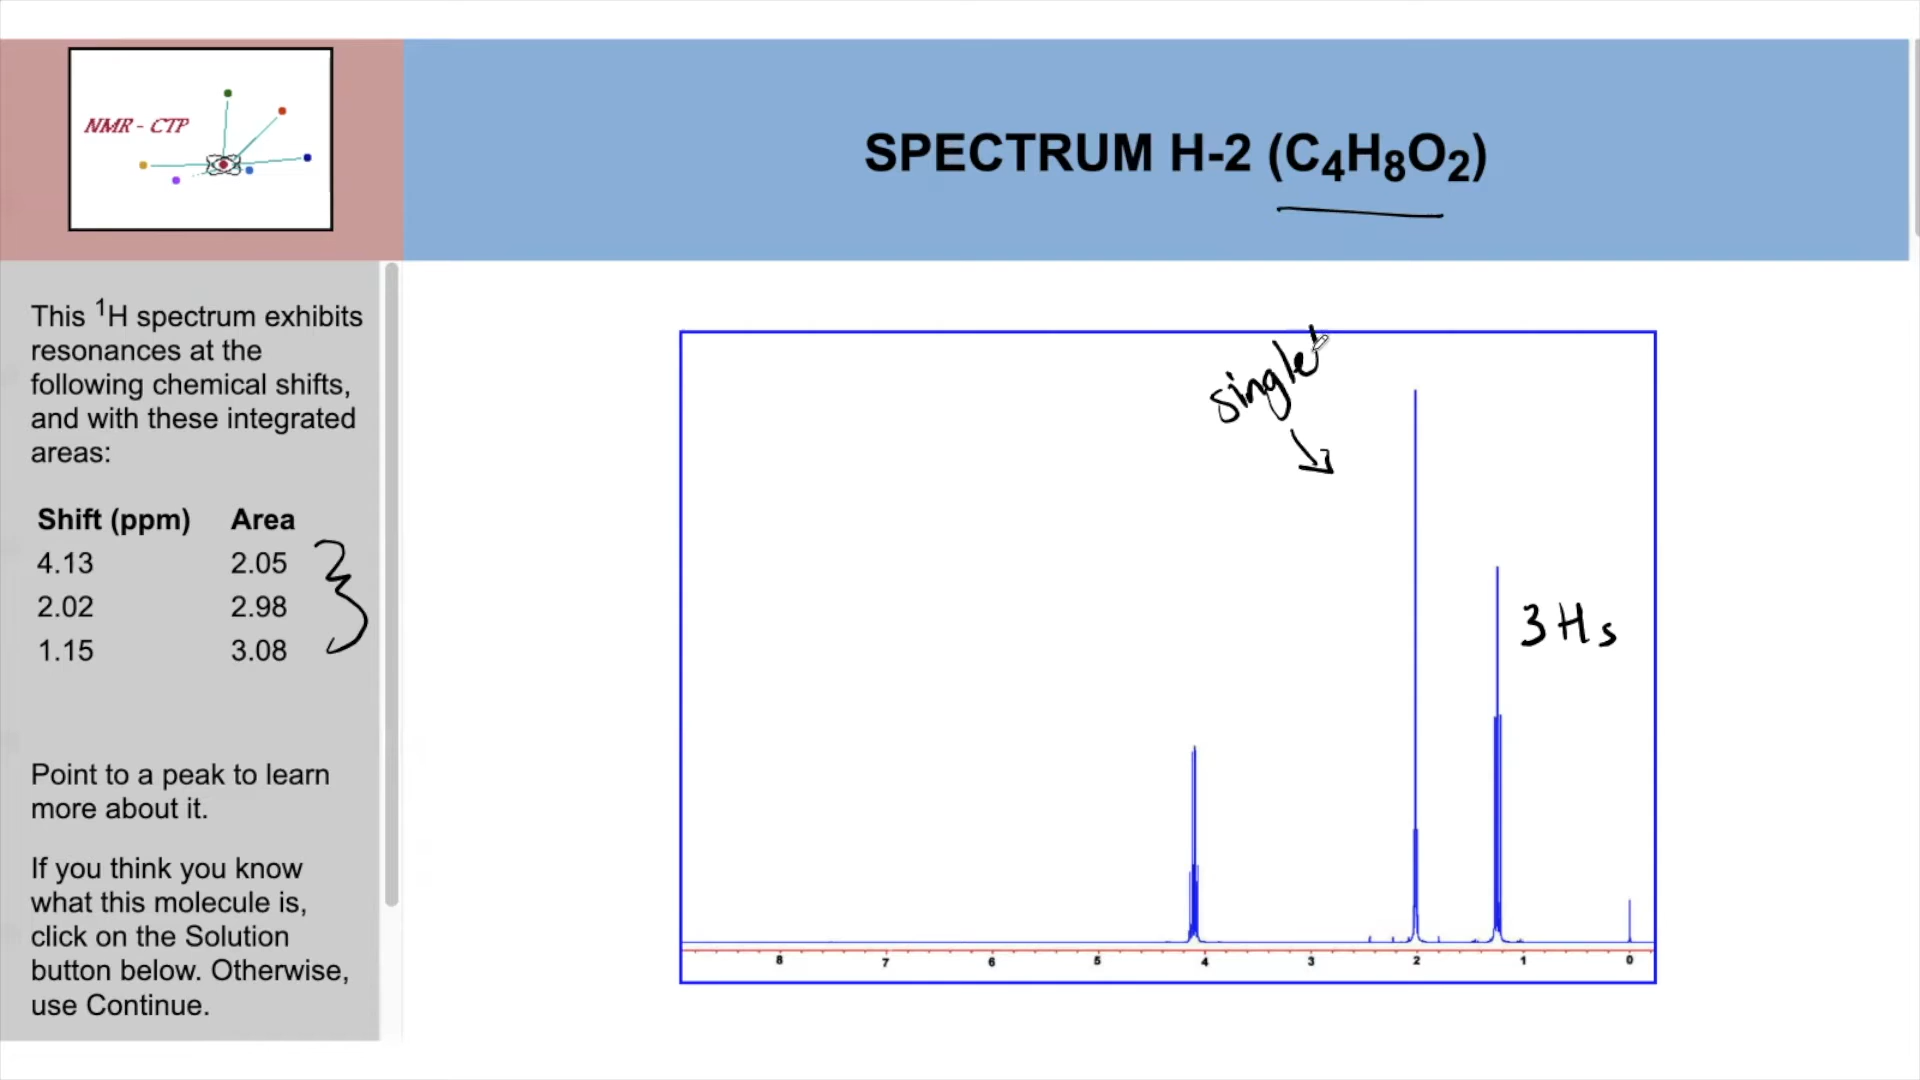 NMR - CTP
SPECTRUM H-2 (C4H8O2)
This 1H spectrum exhibits
resonances at the
following chemical shifts,
and with these integrated
areas:
Shift (ppm) Area
4.13 2.05
2.02 2.98
1.15 3.08
Point to a peak to learn
more about it.
If you think you know
what this molecule is,
click on the Solution
button below. Otherwise,
use Continue.
singlet
3Hs
8 7 6 5 4 3 2 1 0